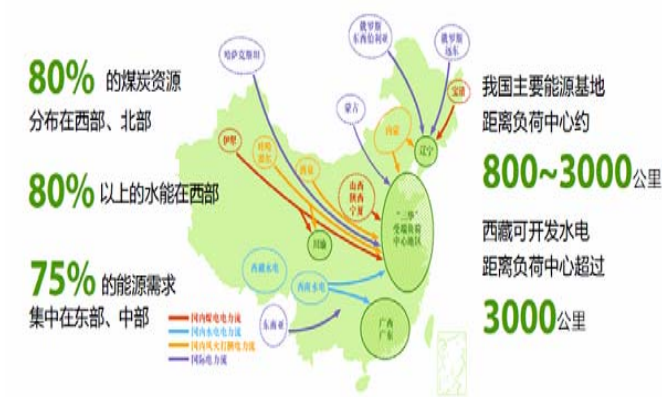 80% 的煤炭资源
分布在西部、北部
80% 以上的水能在西部
75% 的能源需求
集中在东部、中部
哈萨克斯坦
俄罗斯
东西伯利亚
俄罗斯
远东
蒙古
宝清
内蒙
辽宁
伊犁
哈密
山西
陕西
宁夏
“三华”
受端负荷
中心地区
川渝
西藏水电
西南水电
东南亚
广西
广东
国内煤电电力流
国内水电电力流
国内风火打捆电力流
国际电力流
我国主要能源基地
距离负荷中心约
800~3000公里
西藏可开发水电
距离负荷中心超过
3000公里